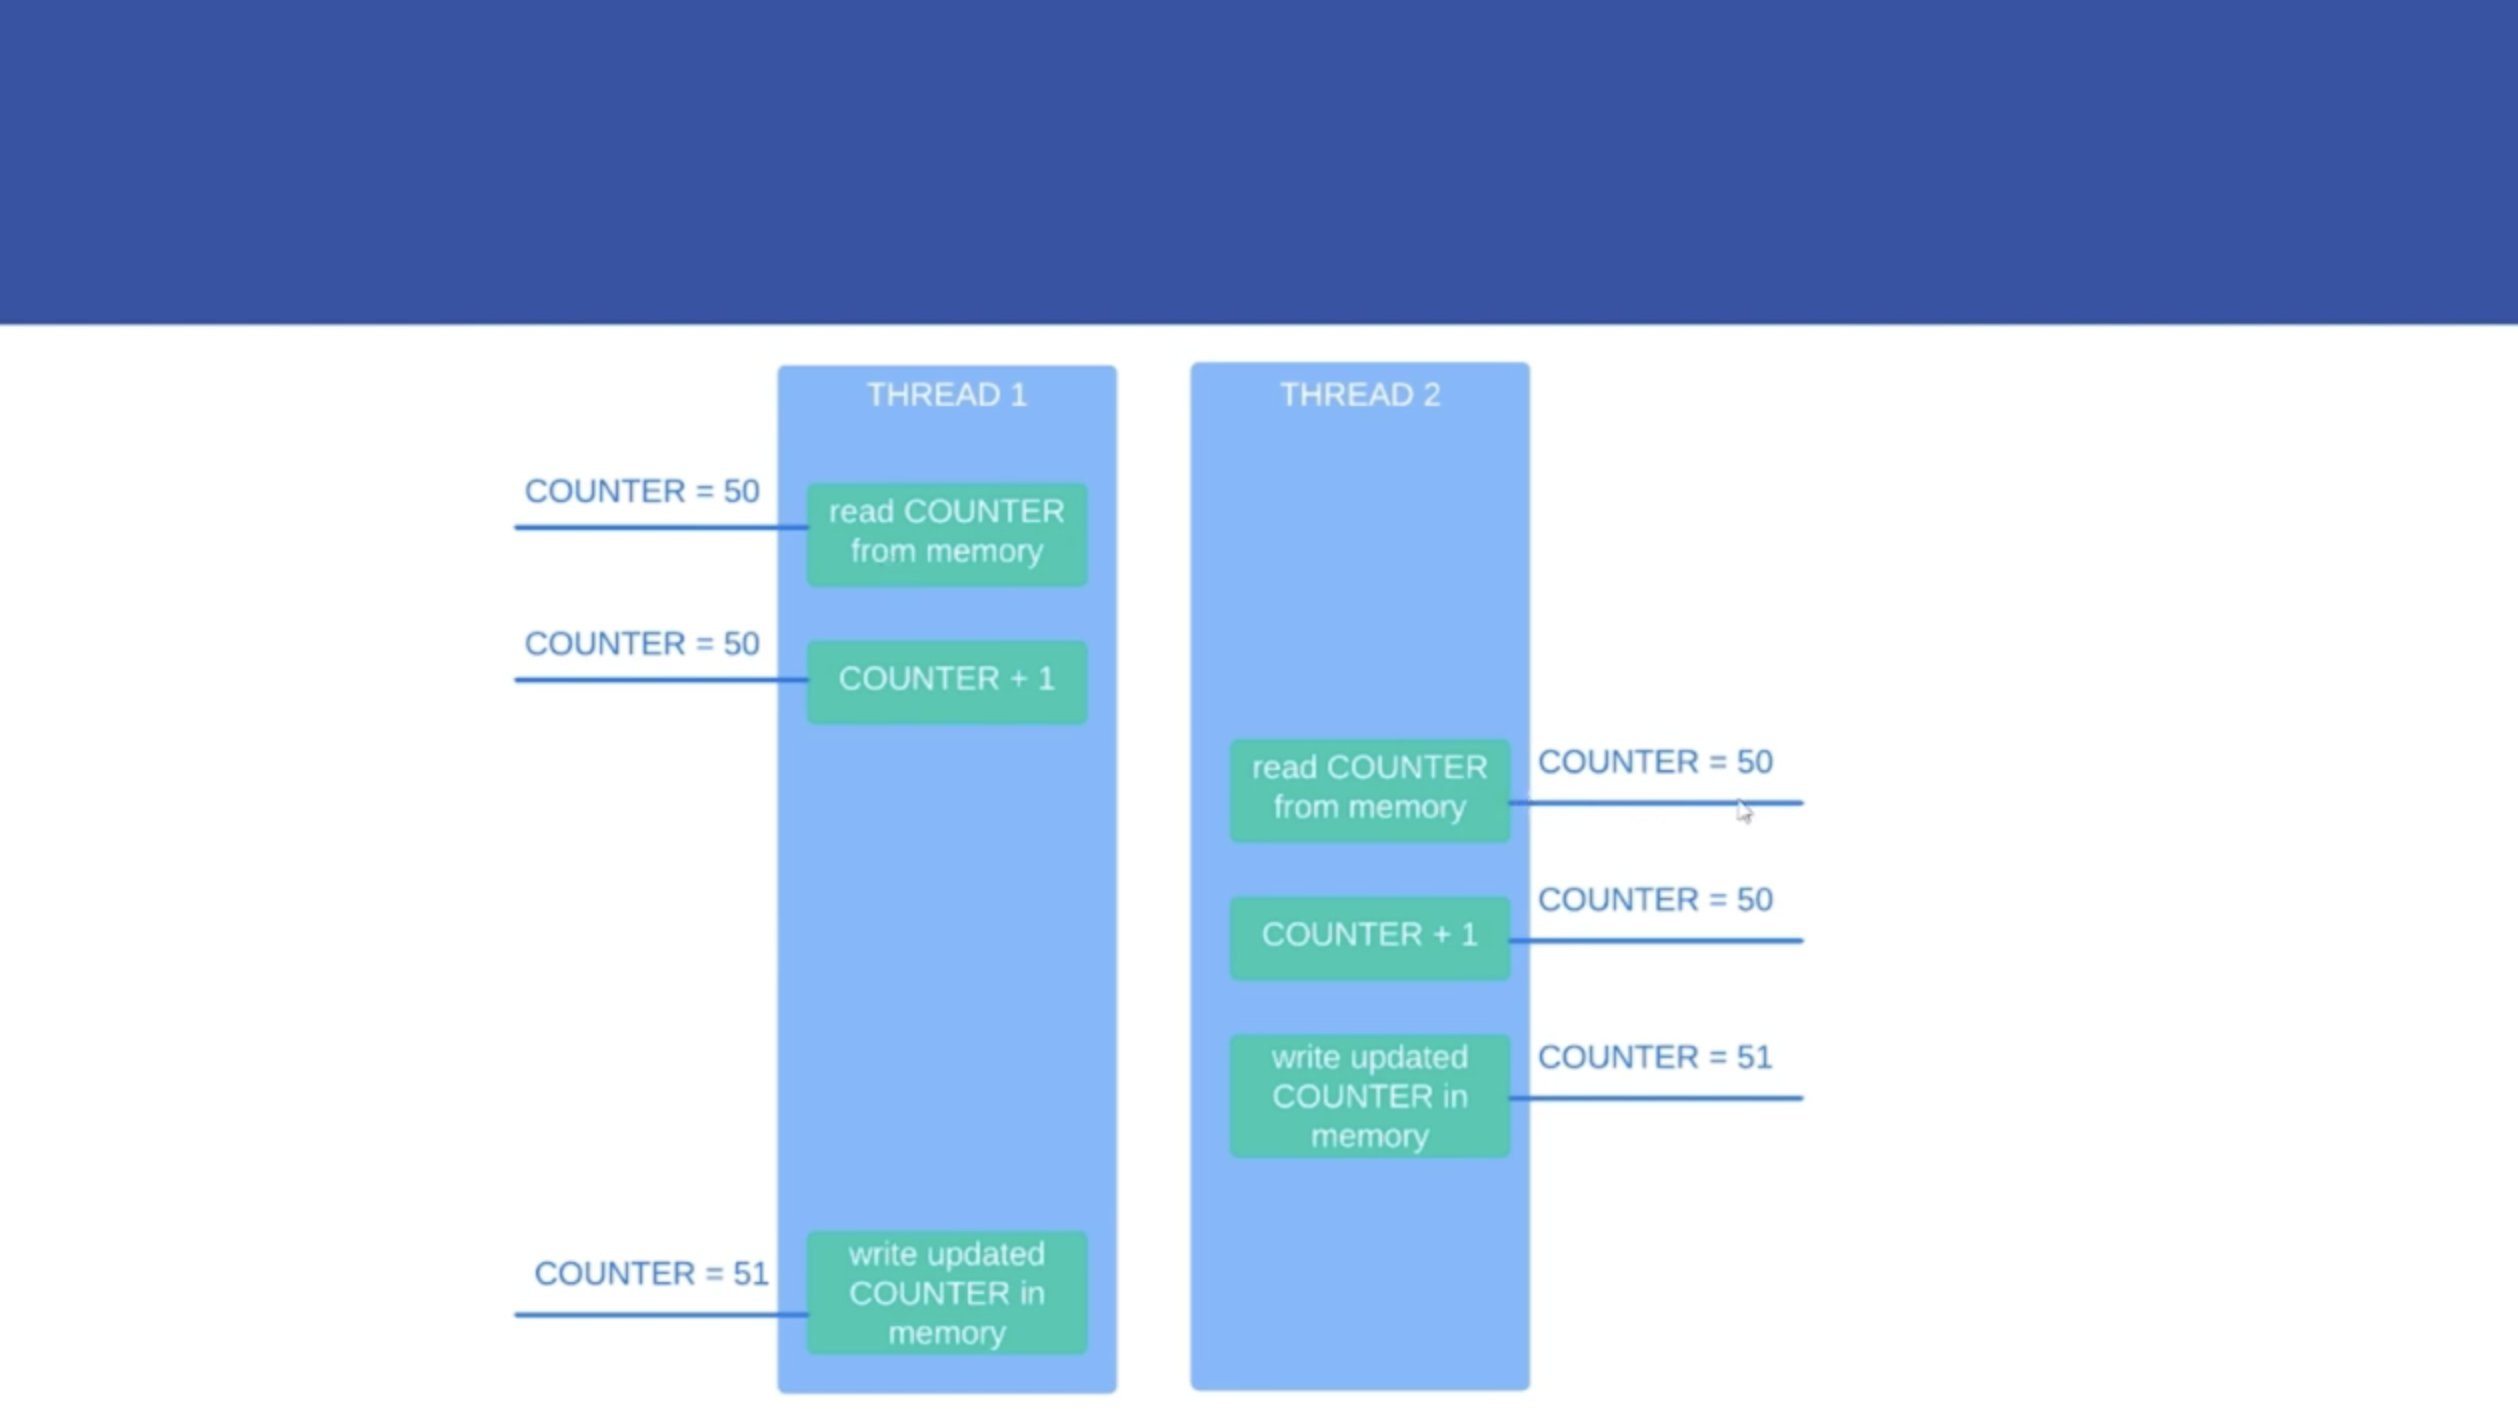 THREAD 1
COUNTER = 50
read COUNTER
from memory
COUNTER = 50
COUNTER + 1
COUNTER = 51
write updated
COUNTER in
memory
THREAD 2
read COUNTER
from memory
COUNTER = 50
COUNTER + 1
COUNTER = 50
write updated
COUNTER in
memory
COUNTER = 51